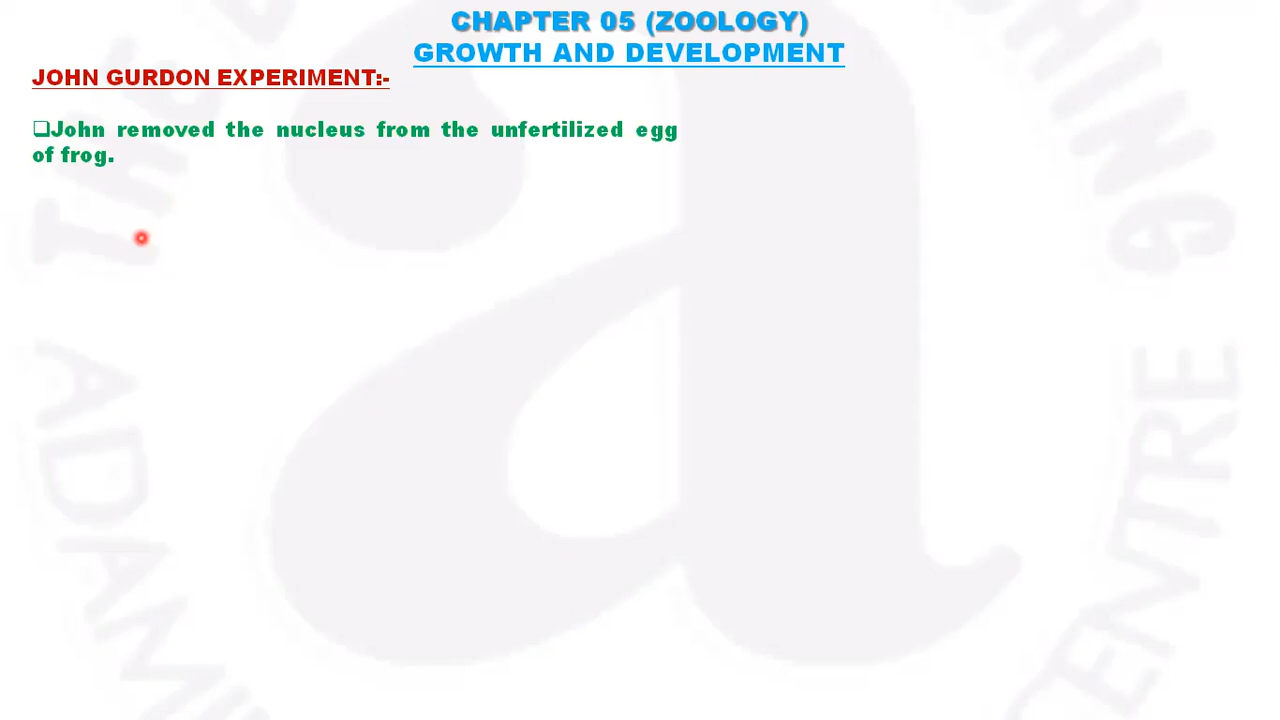 CHAPTER 05 (ZOOLOGY)
GROWTH AND DEVELOPMENT
JOHN GURDON EXPERIMENT:-
❑John removed the nucleus from the unfertilized egg
of frog.